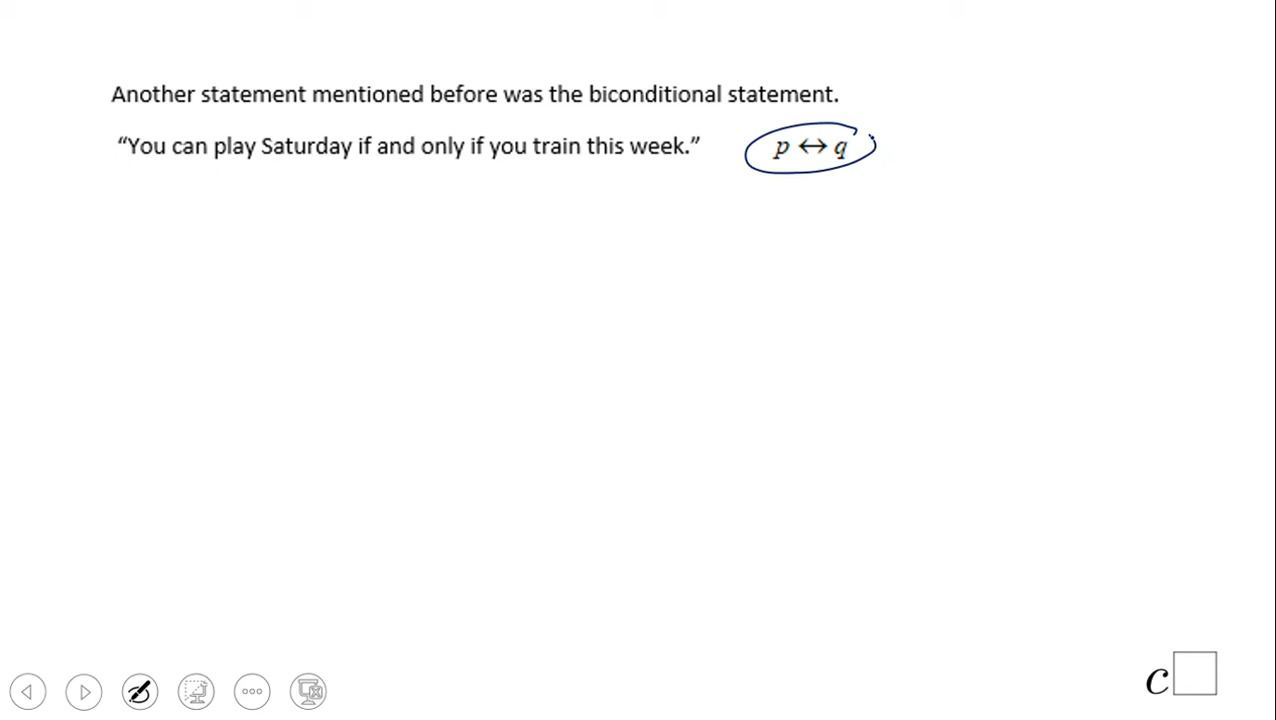 Another statement mentioned before was the biconditional statement.
“You can play Saturday if and only if you train this week.” p ↔ q
c